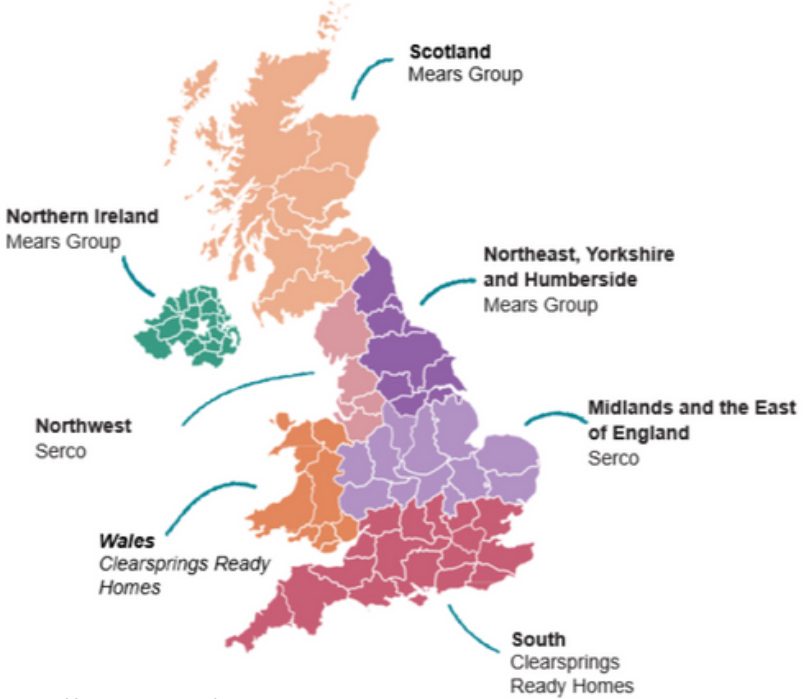 Scotland
Mears Group
Northern Ireland
Mears Group
Northeast, Yorkshire
and Humberside
Mears Group
Northwest
Serco
Midlands and the East
of England
Serco
Wales
Clearsprings Ready
Homes
South
Clearsprings
Ready Homes